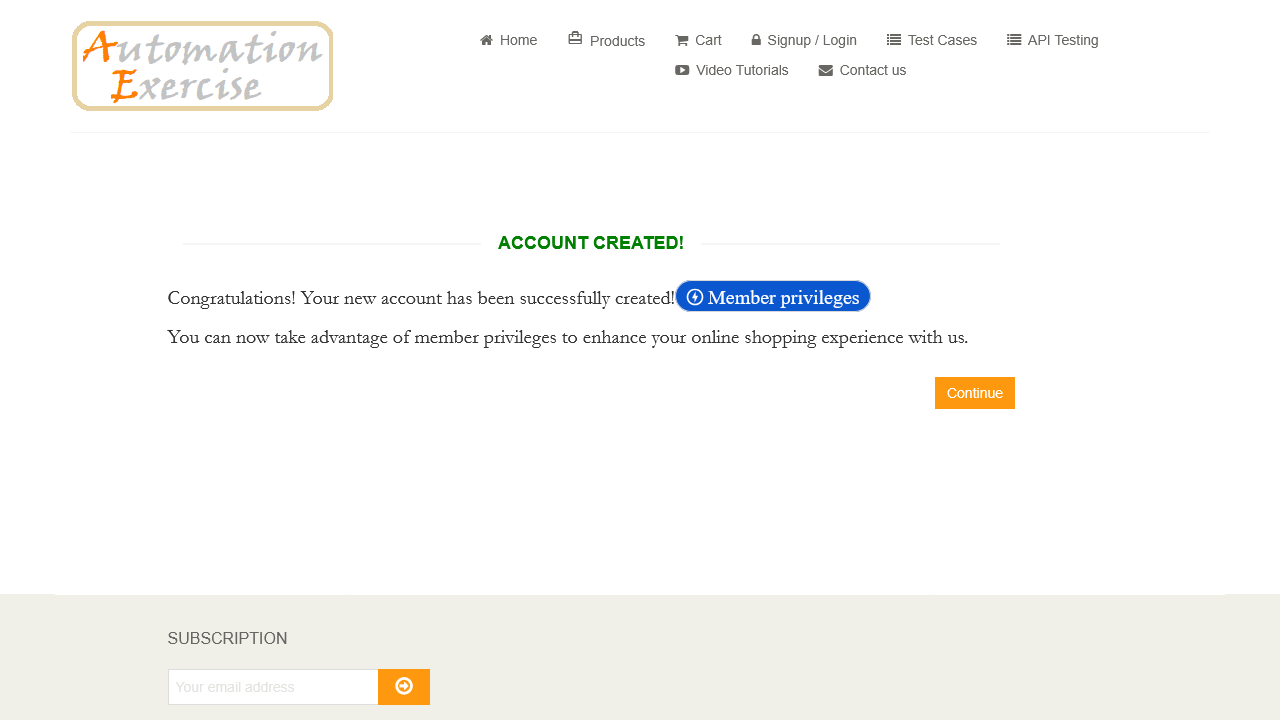 Automation
Exercise
Home
Products
Cart
Signup / Login
Test Cases
API Testing
Video Tutorials
Contact us
ACCOUNT CREATED!
Congratulations! Your new account has been successfully created! Member privileges
You can now take advantage of member privileges to enhance your online shopping experience with us.
Continue
SUBSCRIPTION
Your email address